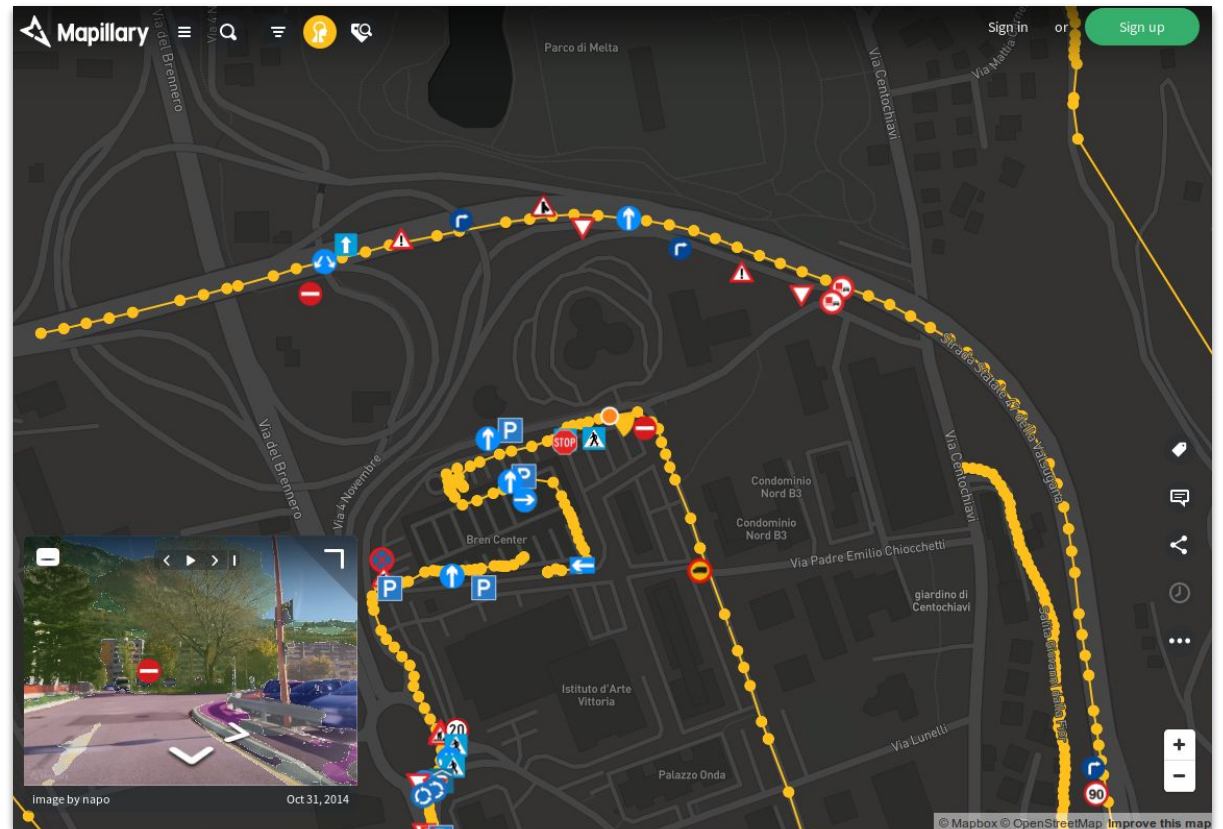 Mapillary
Sign in or Sign up
Parco di Melta
Via del Brennero
Via Centochiavi
Strada Statale 47 della Valsugana
STOP
P
P
Via del Brennero
Via 4 Novembre
Bren Center
Condominio
Nord B3
Condominio
Nord B3
Via Centochiavi
Via Padre Emilio Chiocchetti
P
P
giardino di
Centochiavi
Istituto d'Arte
Vittoria
20
Via Lunelli
Palazzo Onda
90
+
−
image by napo
Oct 31, 2014
© Mapbox © OpenStreetMap Improve this map